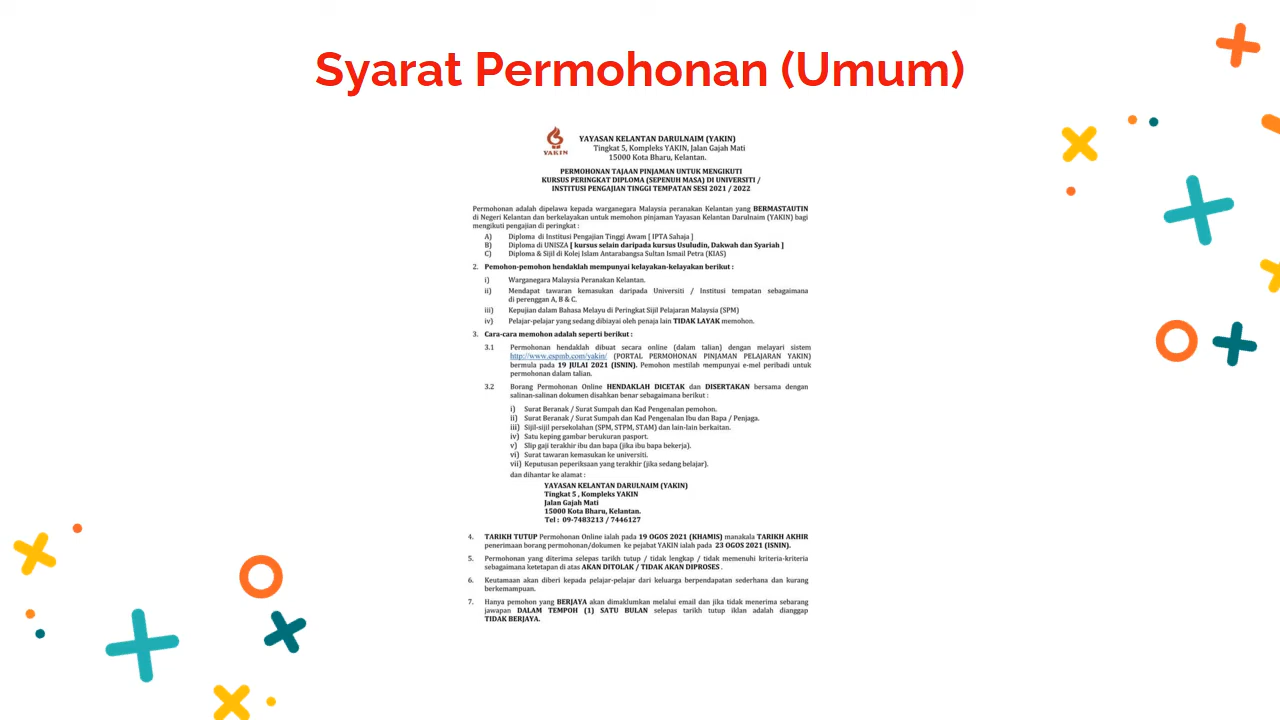 Syarat Permohonan (Umum)
YAKIN
YAYASAN KELANTAN DARULNAIM (YAKIN)
Tingkat 5, Kompleks YAKIN, Jalan Gajah Mati
15000 Kota Bharu, Kelantan.
PERMOHONAN TAJAAN PINJAMAN UNTUK MENGIKUTI
KURSUS PERINGKAT DIPLOMA (SEPENUH MASA) DI UNIVERSITI /
INSTITUSI PENGAJIAN TINGGI TEMPATAN SESI 2021 / 2022
Permohonan adalah dipelawa kepada warganegara Malaysia peranakan Kelantan yang BERMASTAUTIN
di Negeri Kelantan dan berkelayakan untuk memohon pinjaman Yayasan Kelantan Darulnaim (YAKIN) bagi
mengikuti pengajian di peringkat :
A) Diploma di Institusi Pengajian Tinggi Awam [ IPTA Sahaja ]
B) Diploma di UNISZA [ kursus selain daripada kursus Usuludin, Dakwah dan Syariah ]
C) Diploma & Sijil di Kolej Islam Antarabangsa Sultan Ismail Petra (KIAS)
2. Pemohon-pemohon hendaklah mempunyai kelayakan-kelayakan berikut :
i) Warganegara Malaysia Peranakan Kelantan.
ii) Mendapat tawaran kemasukan daripada Universiti / Institusi tempatan sebagaimana
di perenggan A, B & C.
iii) Kepujian dalam Bahasa Melayu di Peringkat Sijil Pelajaran Malaysia (SPM)
iv) Pelajar-pelajar yang sedang dibiayai oleh penaja lain TIDAK LAYAK memohon.
3. Cara-cara memohon adalah seperti berikut :
3.1 Permohonan hendaklah dibuat secara online (dalam talian) dengan melayari sistem
http://www.espmb.com/yakin/ (PORTAL PERMOHONAN PINJAMAN PELAJARAN YAKIN)
bermula pada 19 JULAI 2021 (ISNIN). Pemohon mestilah mempunyai e-mel peribadi untuk
permohonan dalam talian.
3.2 Borang Permohonan Online HENDAKLAH DICETAK dan DISERTAKAN bersama dengan
salinan-salinan dokumen disahkan benar sebagaimana berikut :
i) Surat Beranak / Surat Sumpah dan Kad Pengenalan pemohon.
ii) Surat Beranak / Surat Sumpah dan Kad Pengenalan Ibu dan Bapa / Penjaga.
iii) Sijil-sijil persekolahan (SPM, STPM, STAM) dan lain-lain berkaitan.
iv) Satu keping gambar berukuran pasport.
v) Slip gaji terakhir ibu dan bapa (jika ibu bapa bekerja).
vi) Surat tawaran kemasukan ke universiti.
vii) Keputusan peperiksaan yang terakhir (jika sedang belajar).
dan dihantar ke alamat :
YAYASAN KELANTAN DARULNAIM (YAKIN)
Tingkat 5 , Kompleks YAKIN
Jalan Gajah Mati
15000 Kota Bharu, Kelantan.
Tel : 09-7483213 / 7446127
4. TARIKH TUTUP Permohonan Online ialah pada 19 OGOS 2021 (KHAMIS) manakala TARIKH AKHIR
penerimaan borang permohonan/dokumen ke pejabat YAKIN ialah pada 23 OGOS 2021 (ISNIN).
5. Permohonan yang diterima selepas tarikh tutup / tidak lengkap / tidak memenuhi kriteria-kriteria
sebagaimana ketetapan di atas AKAN DITOLAK / TIDAK AKAN DIPROSES .
6. Keutamaan akan diberi kepada pelajar-pelajar dari keluarga berpendapatan sederhana dan kurang
berkemampuan.
7. Hanya pemohon yang BERJAYA akan dimaklumkan melalui email dan jika tidak menerima sebarang
jawapan DALAM TEMPOH (1) SATU BULAN selepas tarikh tutup iklan adalah dianggap
TIDAK BERJAYA.